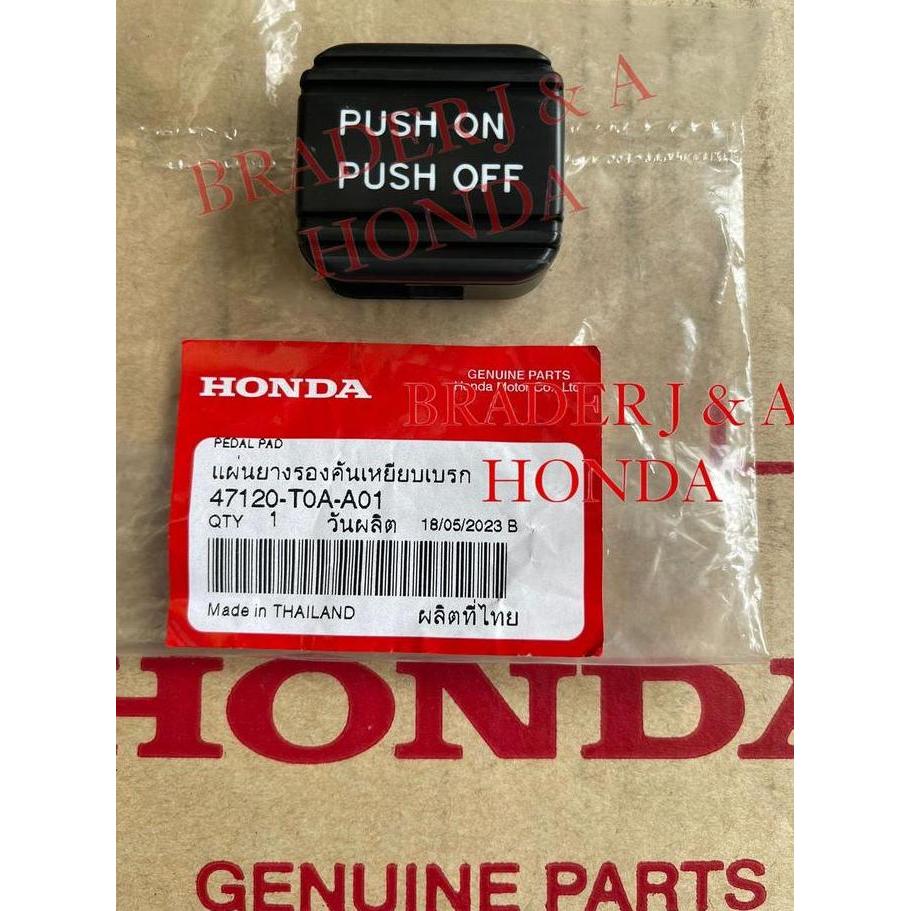 PUSH ON
PUSH OFF
BRADERJ & A
HONDA
HONDA
GENUINE PARTS
Honda Motor Co., Ltd
BRADERJ & A
HONDA
PEDAL PAD
แผ่นยางรองคันเหยียบเบรก
47120-T0A-A01
QTY 1 วันผลิต 18/05/2023 B
Made in THAILAND ผลิตที่ไทย
HONDA
GENUINE PARTS